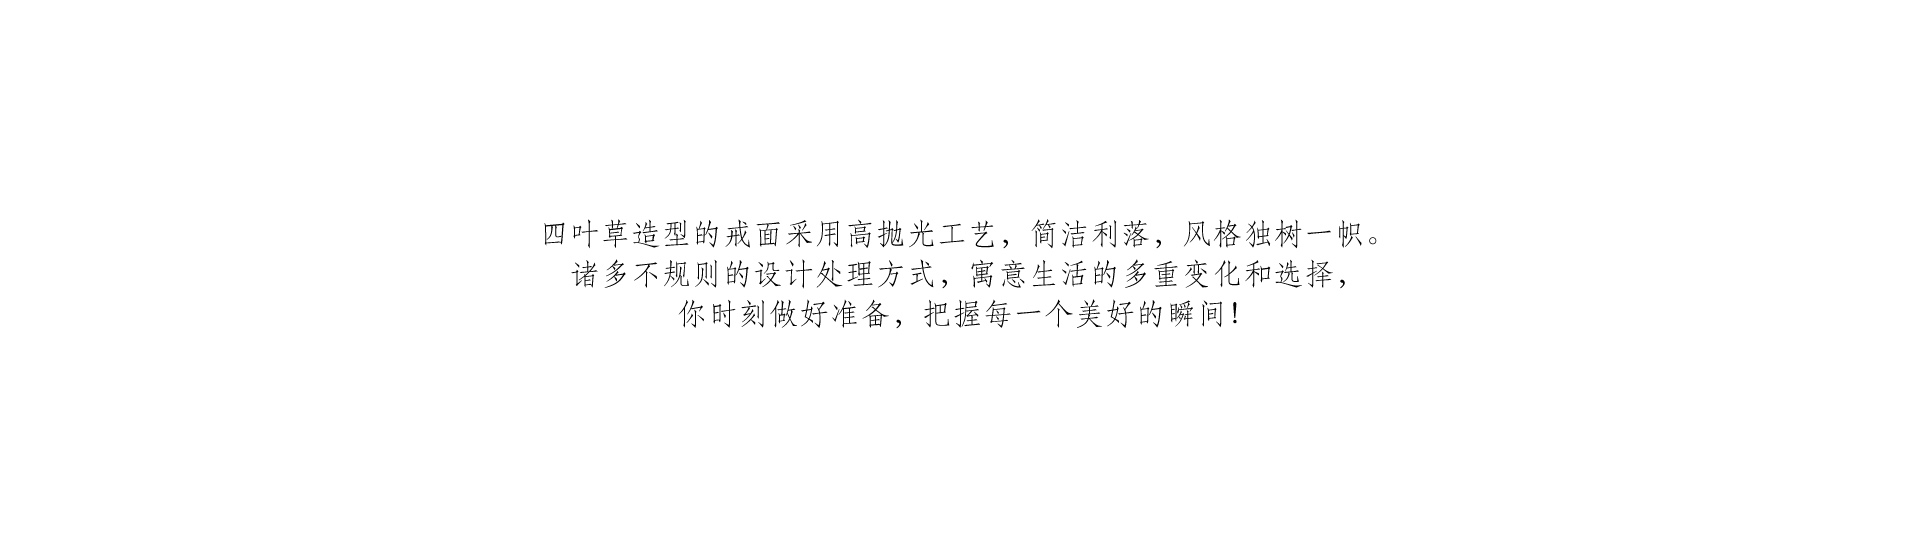 四叶草造型的戒面采用高抛光工艺，简洁利落，风格独树一帜。
诸多不规则的设计处理方式，寓意生活的多重变化和选择，
你时刻做好准备，把握每一个美好的瞬间！